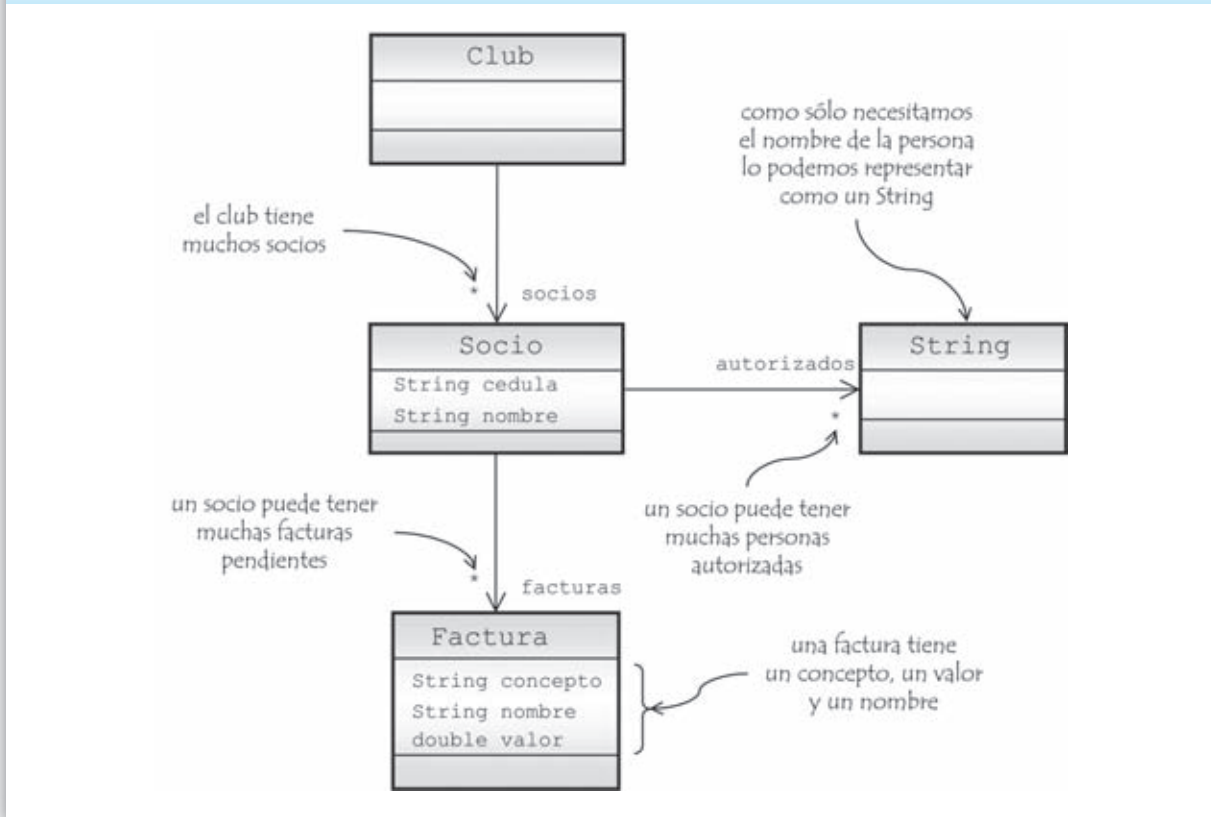 Club
como sólo necesitamos
el nombre de la persona
lo podemos representar
como un String
el club tiene
muchos socios
*
socios
Socio
String cedula
String nombre
autorizados
*
String
un socio puede tener
muchas facturas
pendientes
*
facturas
un socio puede tener
muchas personas
autorizadas
Factura
String concepto
String nombre
double valor
una factura tiene
un concepto, un valor
y un nombre